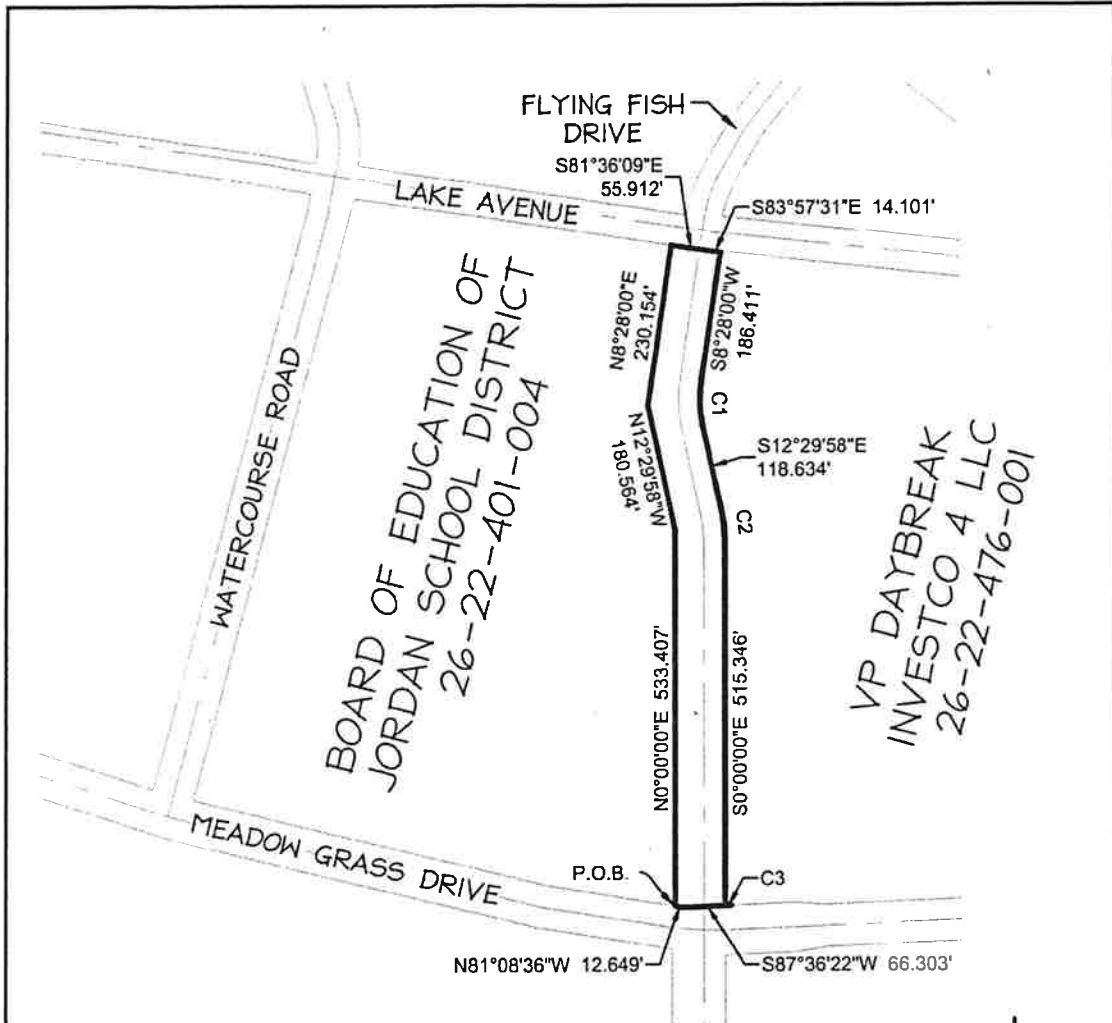 FLYING FISH
DRIVE
S81°36'09"E
55.912'
S83°57'31"E 14.101'
LAKE AVENUE
N8°28'00"E
230.154'
S8°28'00"W
186.411'
C1
BOARD OF EDUCATION OF
JORDAN SCHOOL DISTRICT
26-22-401-004
WATERCOURSE ROAD
N12°29'58"W
180.564'
S12°29'58"E
118.634'
C2
VP DAYBREAK
INVESTCO 4 LLC
26-22-476-001
N0°00'00"E 533.407'
S0°00'00"E 515.346'
MEADOW GRASS DRIVE
P.O.B.
C3
N81°08'36"W 12.649'
S87°36'22"W 66.303'